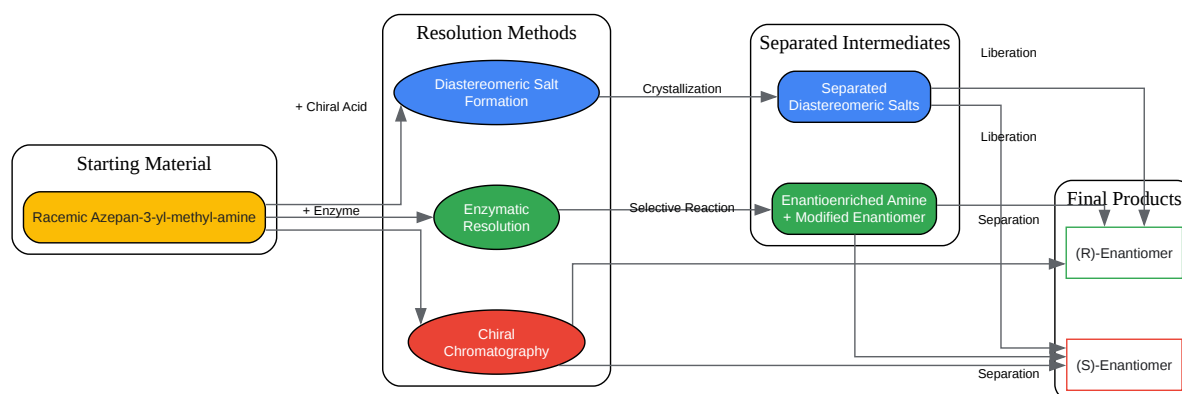 Resolution Methods
Separated Intermediates
Diastereomeric Salt
Formation
Crystallization
Separated
Diastereomeric Salts
Liberation
+ Chiral Acid
Liberation
Starting Material
Racemic Azepan-3-yl-methyl-amine
+ Enzyme
Enzymatic
Resolution
Selective Reaction
Enantioenriched Amine
+ Modified Enantiomer
Separation
Final Products
(R)-Enantiomer
Chiral
Chromatography
Separation
(S)-Enantiomer